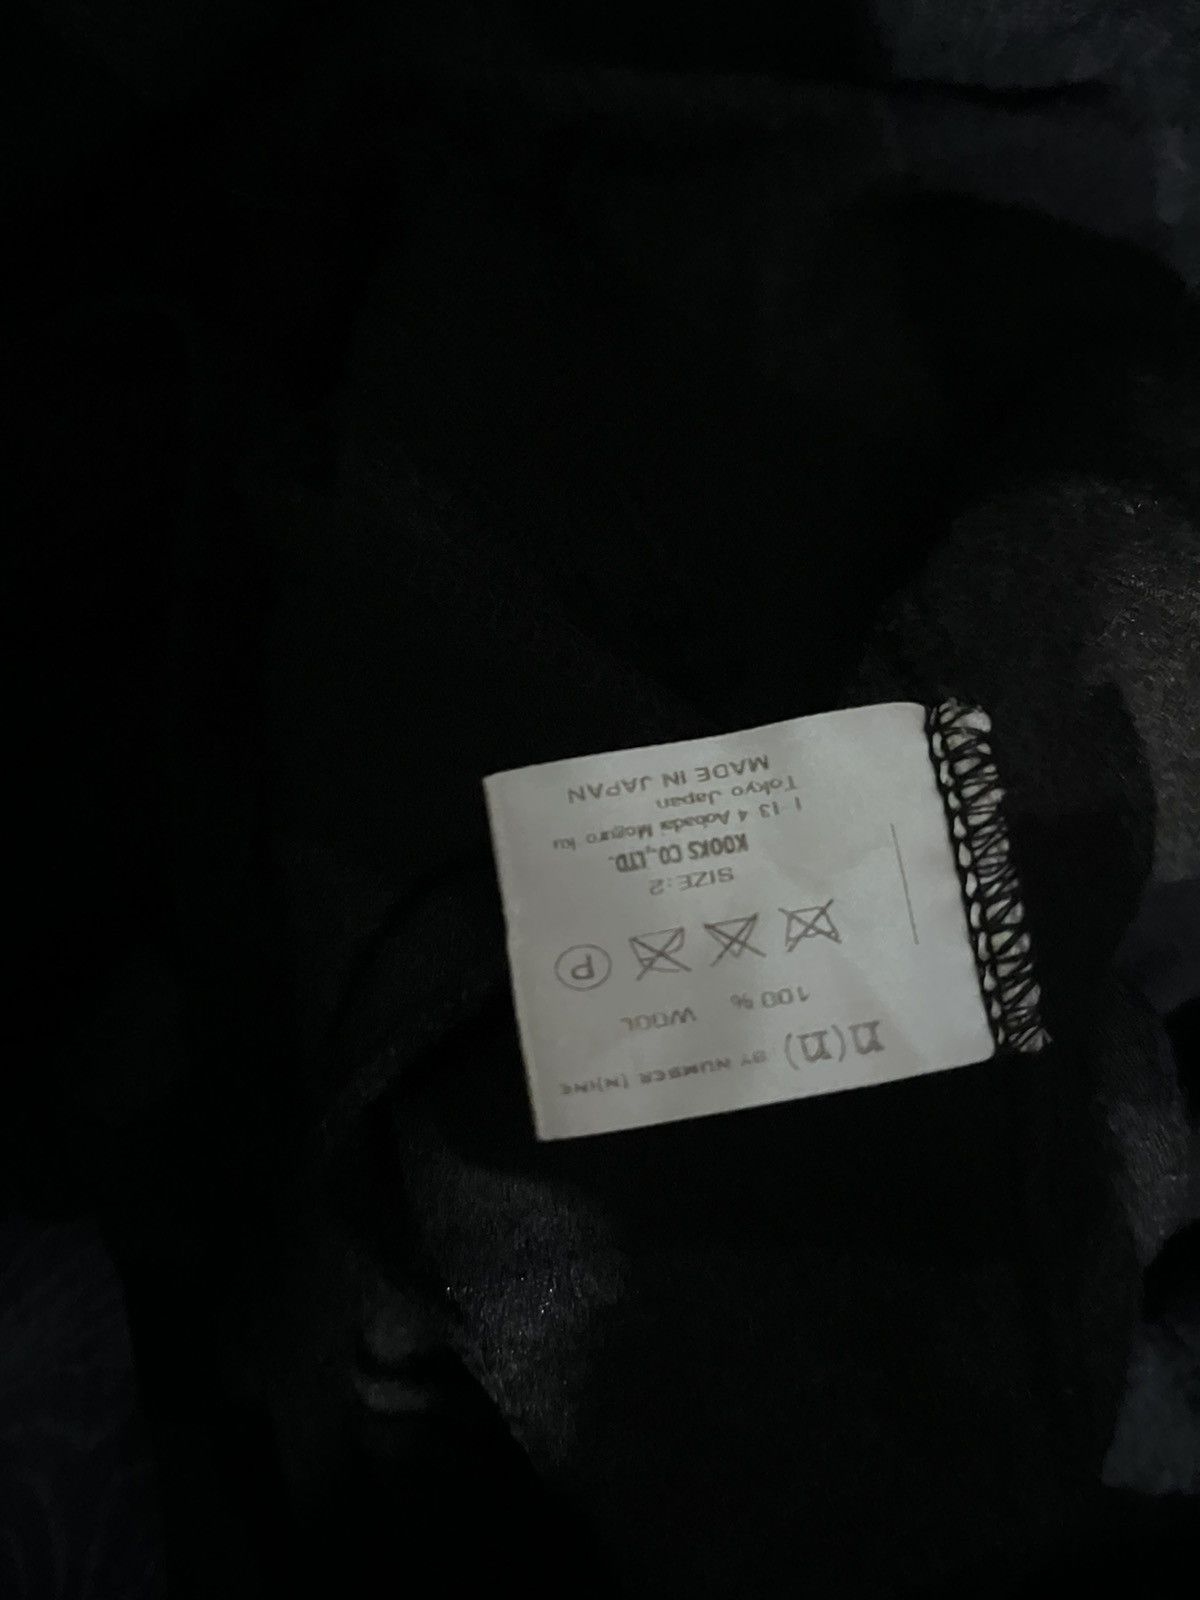 n(n) BY NUMBER (N)INE
100% WOOL
P
SIZE:2
KOOKS CO.,LTD.
1-13 4 Aobadai Meguro ku
Tokyo Japan
MADE IN JAPAN